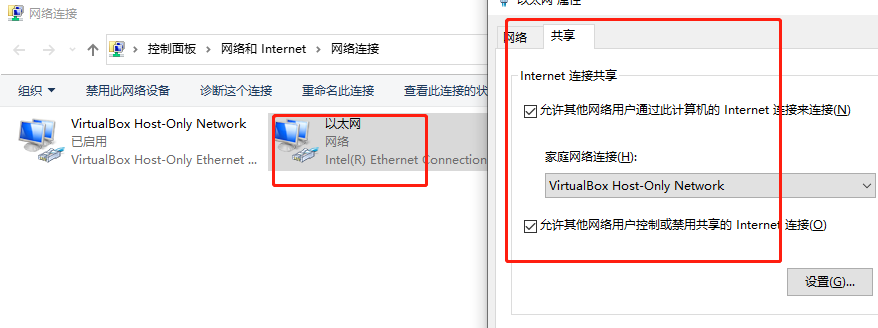 网络连接
控制面板 › 网络和 Internet › 网络连接
组织 禁用此网络设备 诊断这个连接 重命名此连接 查看此连接的状
VirtualBox Host-Only Network
已启用
VirtualBox Host-Only Ethernet ...
以太网
网络
Intel(R) Ethernet Connection
以太网 属性
网络 共享
Internet 连接共享
允许其他网络用户通过此计算机的 Internet 连接来连接(N)
家庭网络连接(H):
VirtualBox Host-Only Network
允许其他网络用户控制或禁用共享的 Internet 连接(O)
设置(G)...